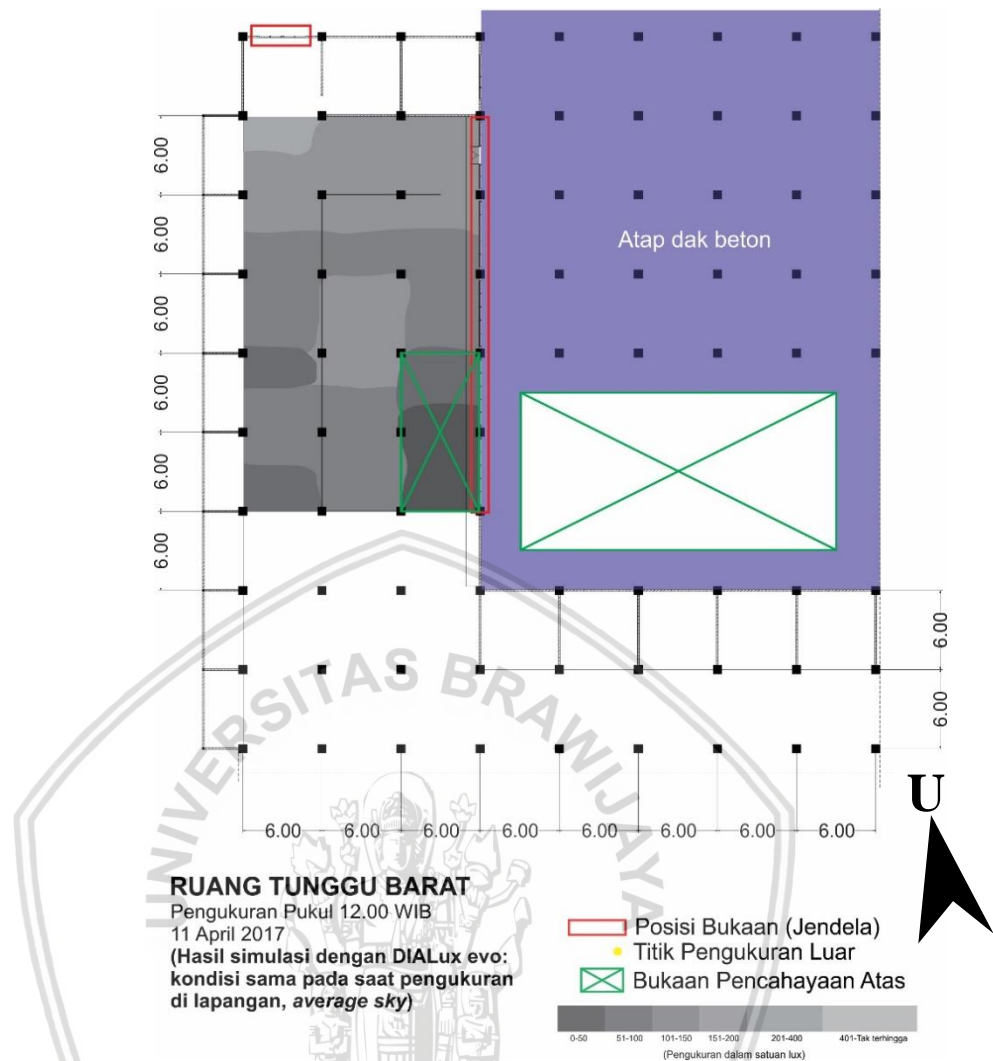 6.00
6.00
6.00
6.00
6.00
6.00
Atap dak beton
6.00
6.00
UNIVERSITAS BRAWIJAYA
U
6.00 6.00 6.00 6.00 6.00 6.00 6.00 6.00
RUANG TUNGGU BARAT
Pengukuran Pukul 12.00 WIB
11 April 2017
(Hasil simulasi dengan DIALux evo:
kondisi sama pada saat pengukuran
di lapangan, average sky)
Posisi Bukaan (Jendela)
Titik Pengukuran Luar
Bukaan Pencahayaan Atas
0-50 51-100 101-150 151-200 201-400 401-Tak terhingga
(Pengukuran dalam satuan lux)